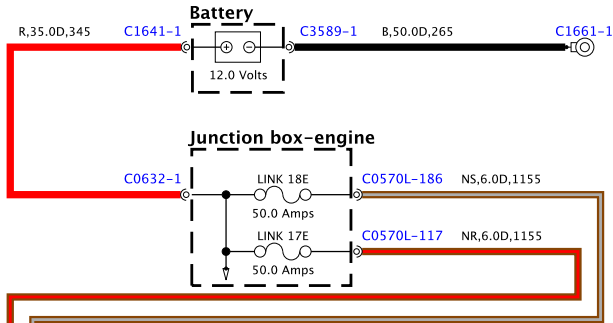 Battery
R,35.0D,345 C1641-1 C3589-1 B,50.0D,265 C1661-1
12.0 Volts
Junction box-engine
C0632-1 LINK 18E C0570L-186 NS,6.0D,1155
50.0 Amps
LINK 17E C0570L-117 NR,6.0D,1155
50.0 Amps